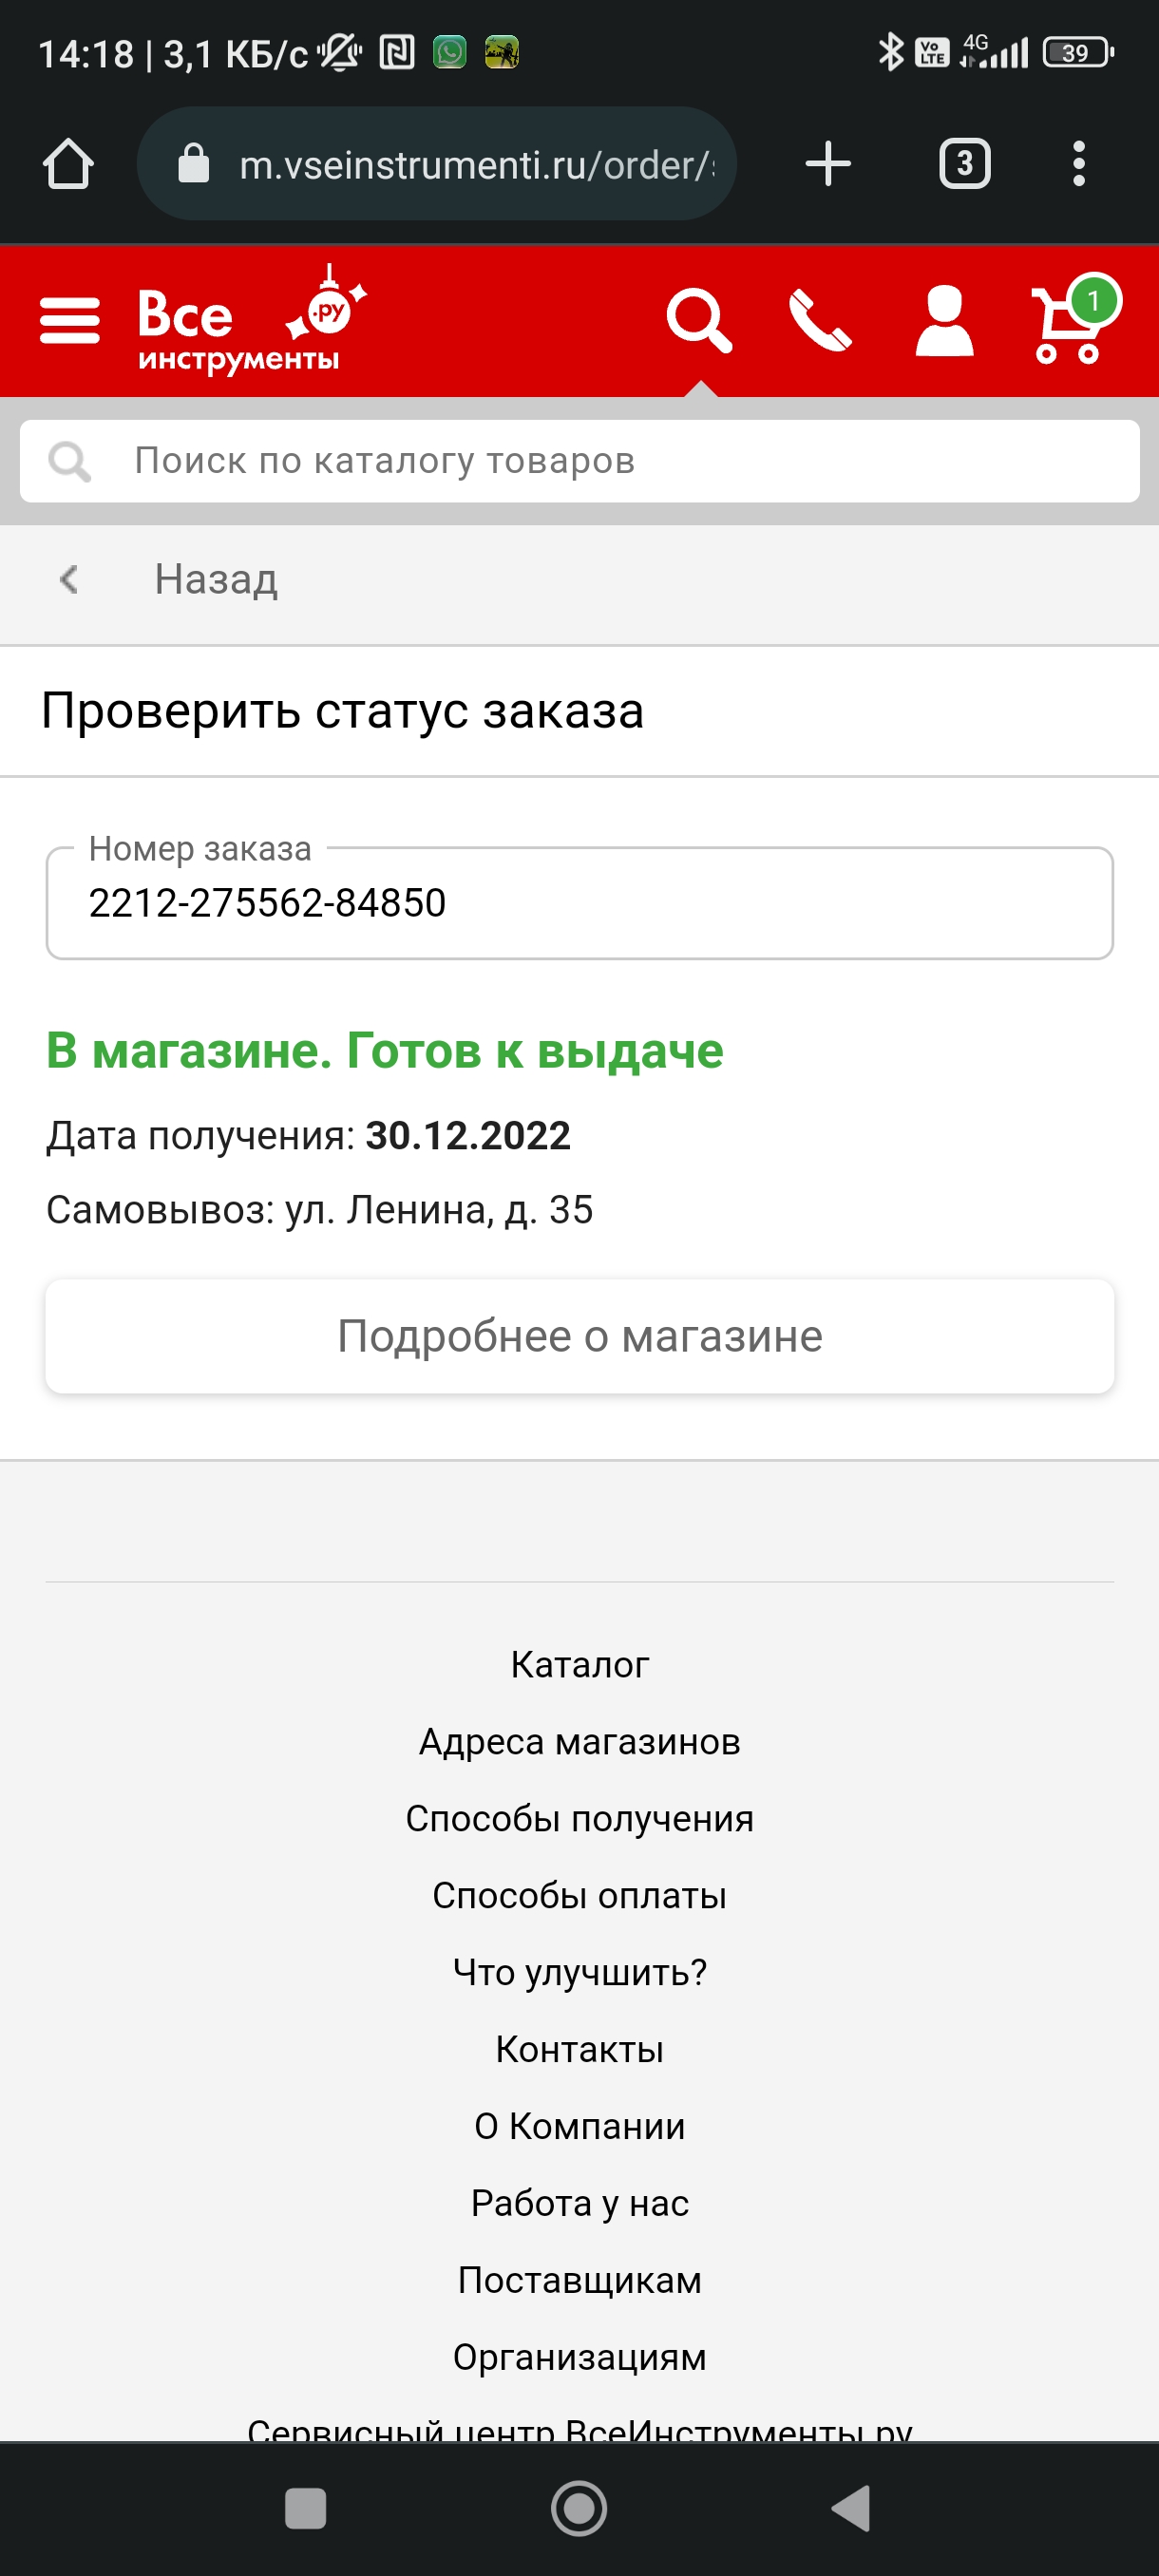 14:18 | 3,1 КБ/с
Vo LTE 4G 39
m.vseinstrumenti.ru/order/
3
Все
.ру
инструменты
1
Поиск по каталогу товаров
Назад
Проверить статус заказа
Номер заказа
2212-275562-84850
В магазине. Готов к выдаче
Дата получения: 30.12.2022
Самовывоз: ул. Ленина, д. 35
Подробнее о магазине
Каталог
Адреса магазинов
Способы получения
Способы оплаты
Что улучшить?
Контакты
О Компании
Работа у нас
Поставщикам
Организациям
Сервисный центр ВсеИнструменты.ру